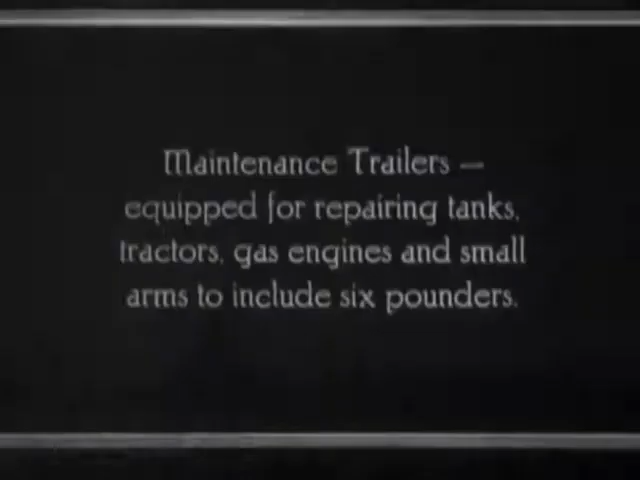 Maintenance Trailers —
equipped for repairing tanks,
tractors, gas engines and small
arms to include six pounders.